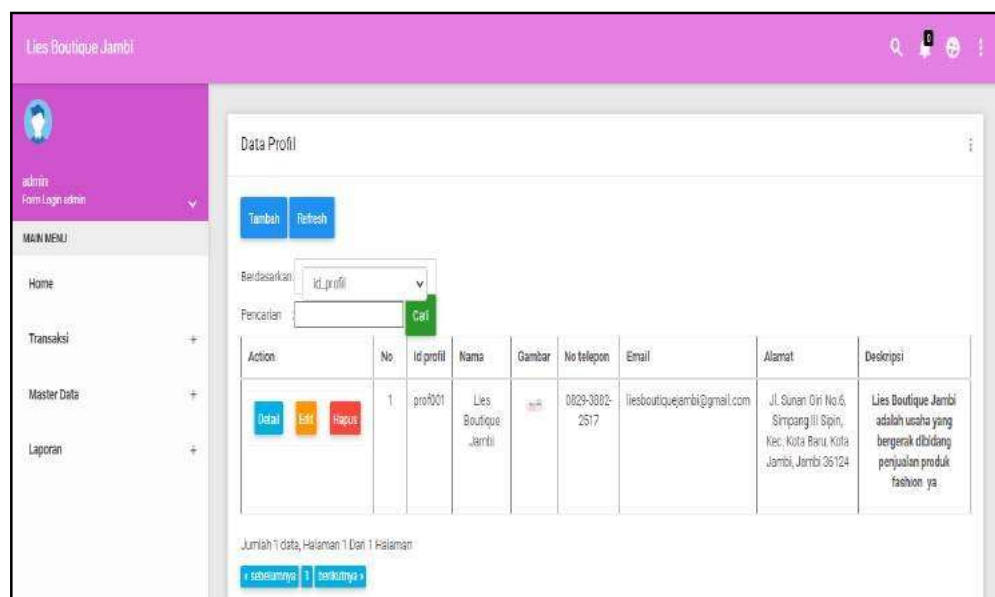 Lies Boutique Jambi
0
admin
Form Login admin
MAIN MENU
Home
Transaksi +
Master Data +
Laporan +
Data Profil
Tambah Refresh
Berdasarkan: id_profil
Pencarian : Cari
Action No Id profil Nama Gambar No telepon Email Alamat Deskripsi
Detail Edit Hapus 1 prof001 Lies 0829-3882- liesboutiquejambi@gmail.com Jl. Sunan Giri No.6, Lies Boutique Jambi
Boutique 2517 Simpang III Sipin, adalah usaha yang
Jambi Kec. Kota Baru, Kota bergerak dibidang
Jambi, Jambi 36124 penjualan produk
fashion ya
Jumlah 1 data, Halaman 1 Dari 1 Halaman
« sebelumnya 1 berikutnya »